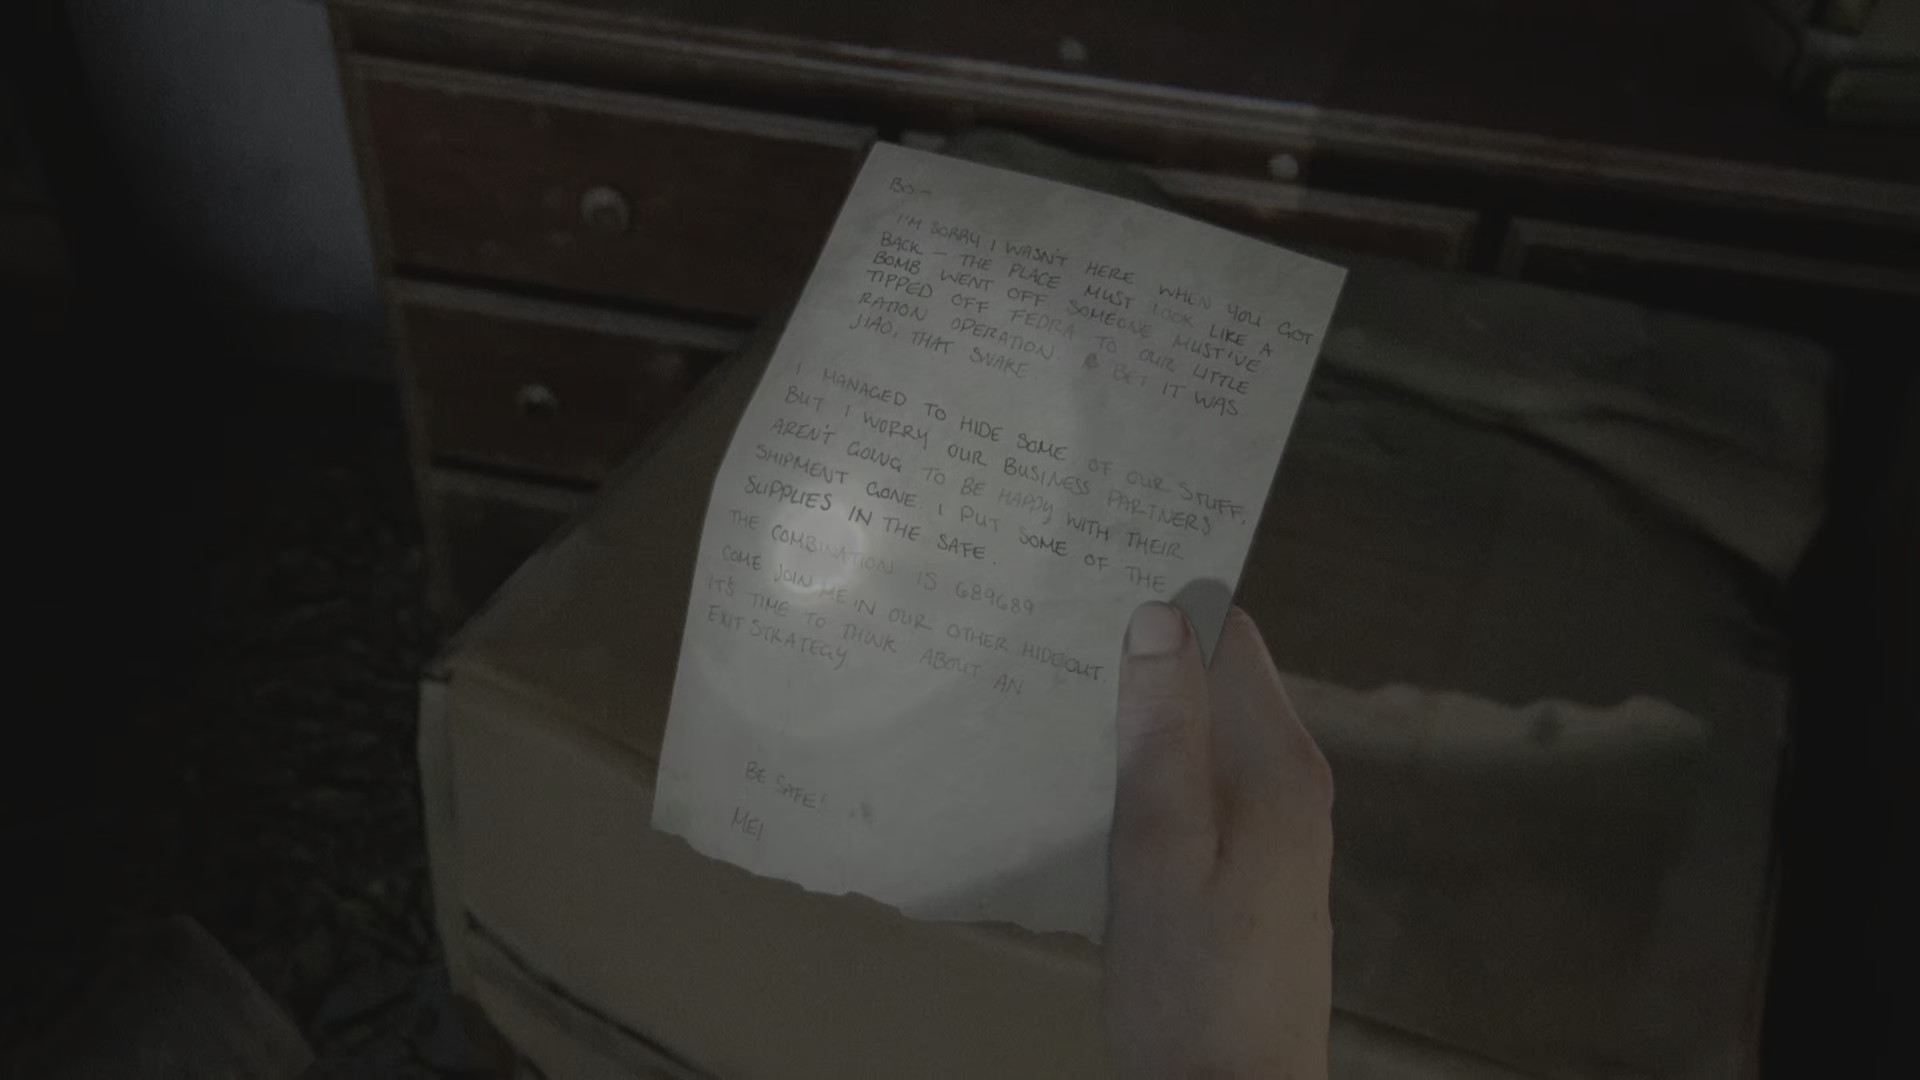 BO -
I'M SORRY I WASN'T HERE WHEN YOU GOT
BACK - THE PLACE MUST LOOK LIKE A
BOMB WENT OFF. SOMEONE MUST'VE
TIPPED OFF FEDRA TO OUR LITTLE
RATION OPERATION. BET IT WAS
JIAO, THAT SNAKE.
I MANAGED TO HIDE SOME OF OUR STUFF,
BUT I WORRY OUR BUSINESS PARTNERS
AREN'T GOING TO BE HAPPY WITH THEIR
SHIPMENT GONE. I PUT SOME OF THE
SUPPLIES IN THE SAFE.
THE COMBINATION IS 689689
COME JOIN ME IN OUR OTHER HIDEOUT.
IT'S TIME TO THINK ABOUT AN
EXIT STRATEGY
BE SAFE!
MEI